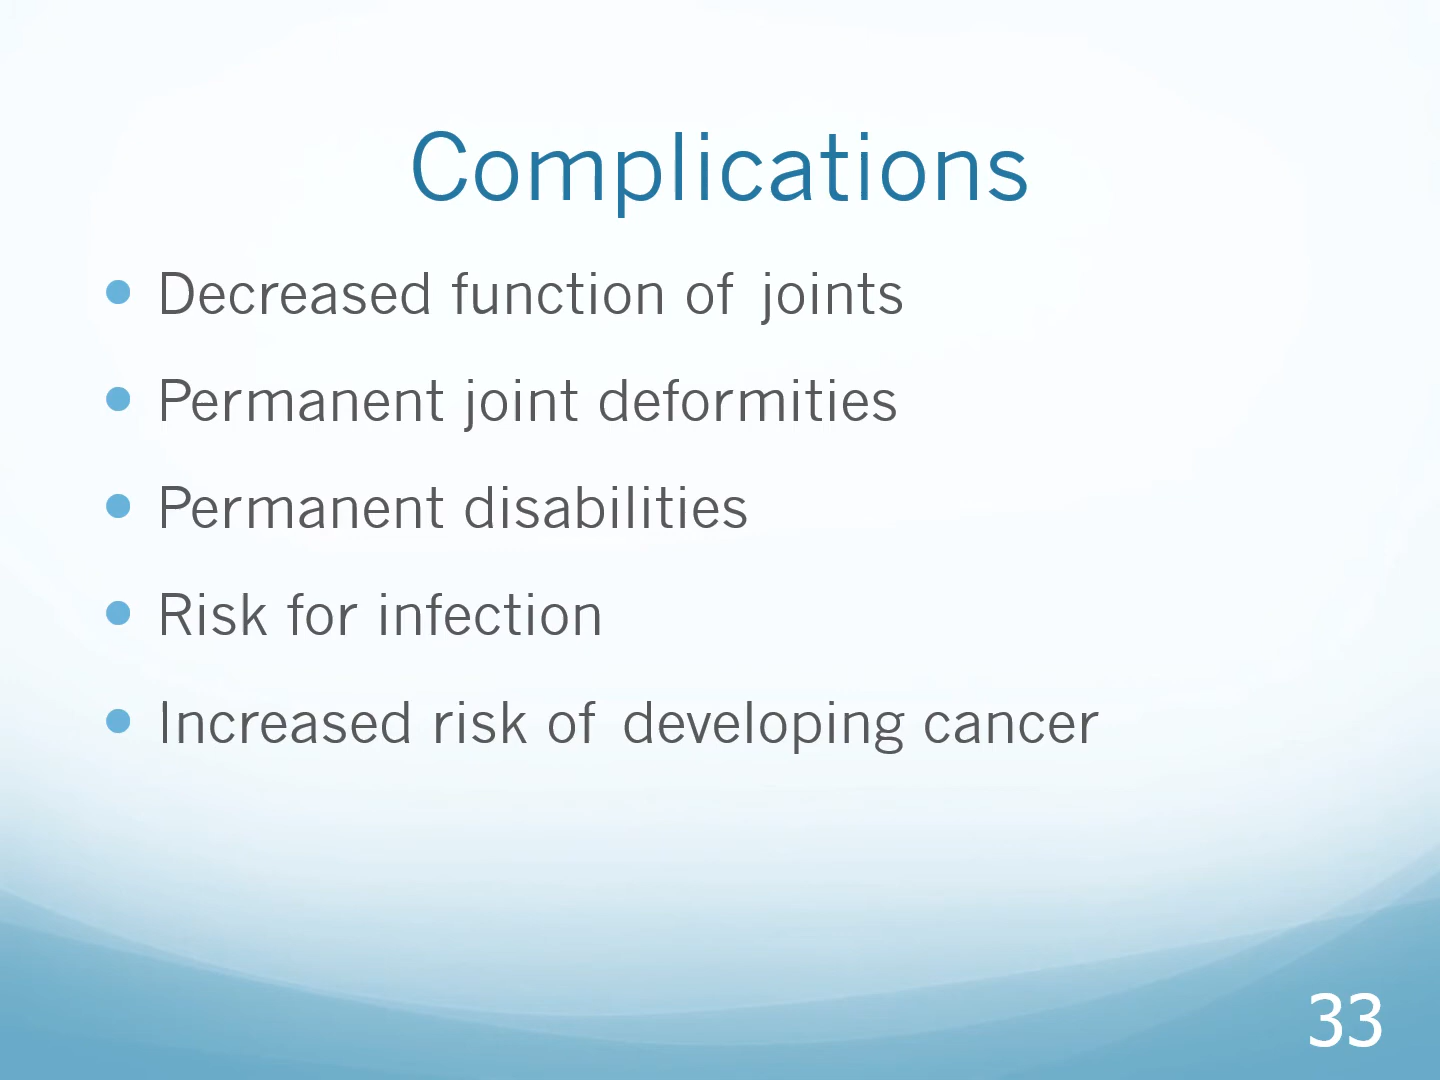 Complications
Decreased function of joints
Permanent joint deformities
Permanent disabilities
Risk for infection
Increased risk of developing cancer
33